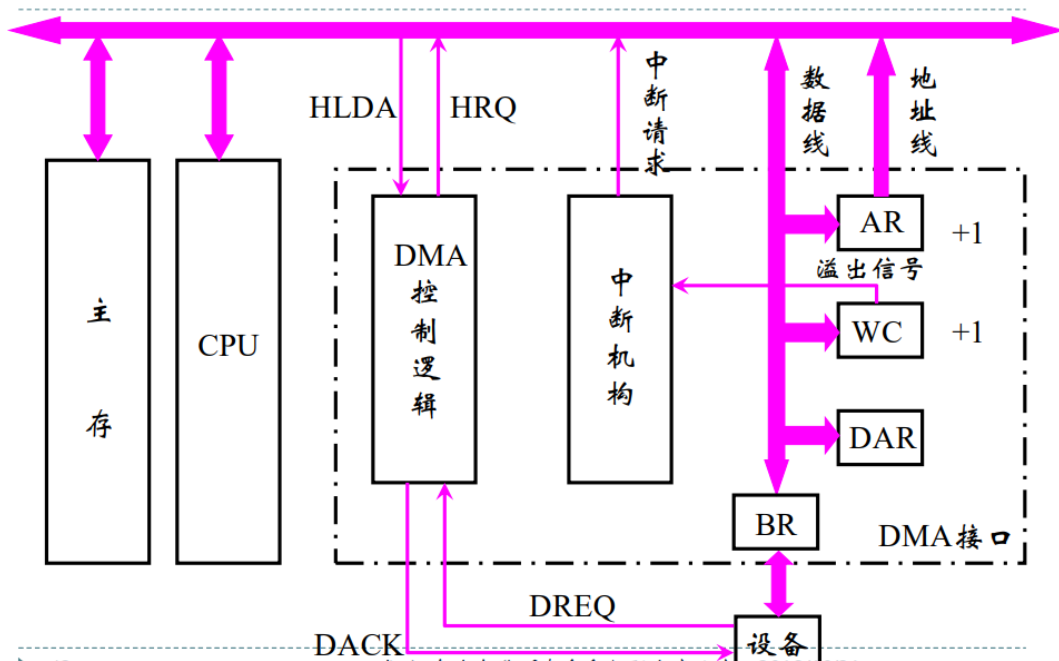 HLDA
HRQ
中断请求
数据线
地址线
主存
CPU
DMA
控制逻辑
中断机构
AR
+1
溢出信号
WC
+1
DAR
BR
DMA接口
DREQ
DACK
设备